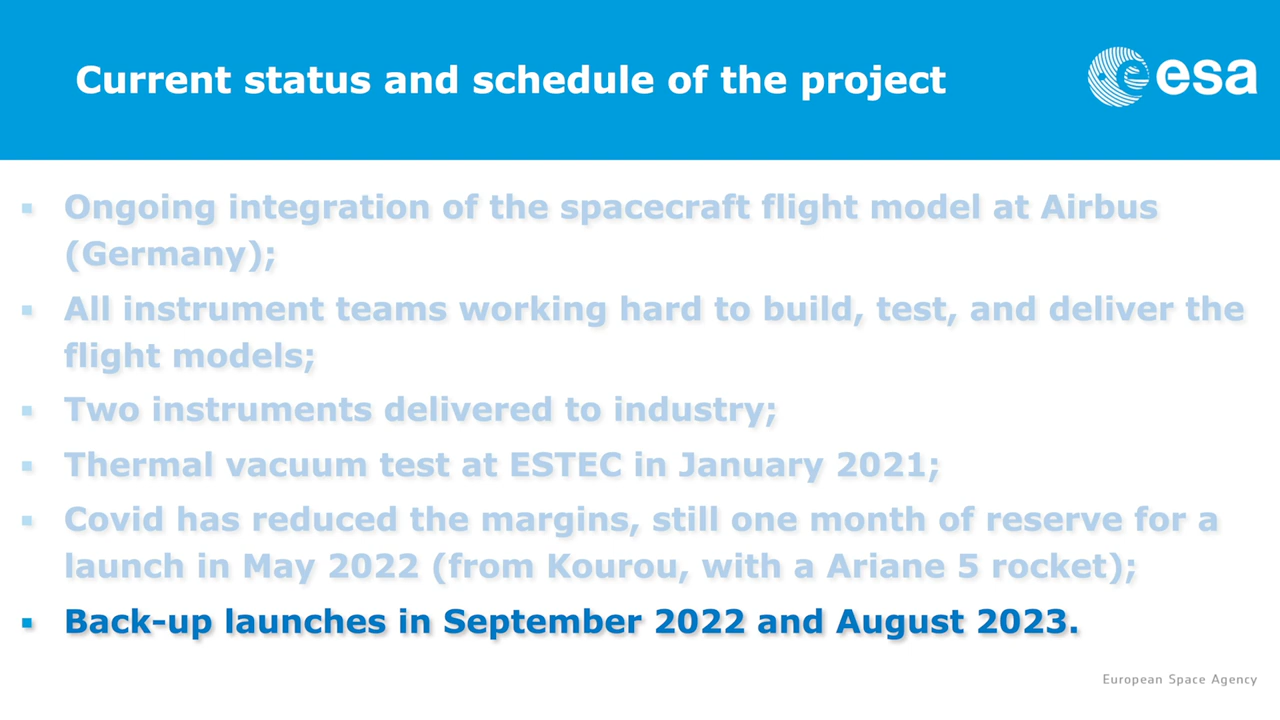 Current status and schedule of the project
esa
▪ Ongoing integration of the spacecraft flight model at Airbus
(Germany);
▪ All instrument teams working hard to build, test, and deliver the
flight models;
▪ Two instruments delivered to industry;
▪ Thermal vacuum test at ESTEC in January 2021;
▪ Covid has reduced the margins, still one month of reserve for a
launch in May 2022 (from Kourou, with a Ariane 5 rocket);
▪ Back-up launches in September 2022 and August 2023.
European Space Agency